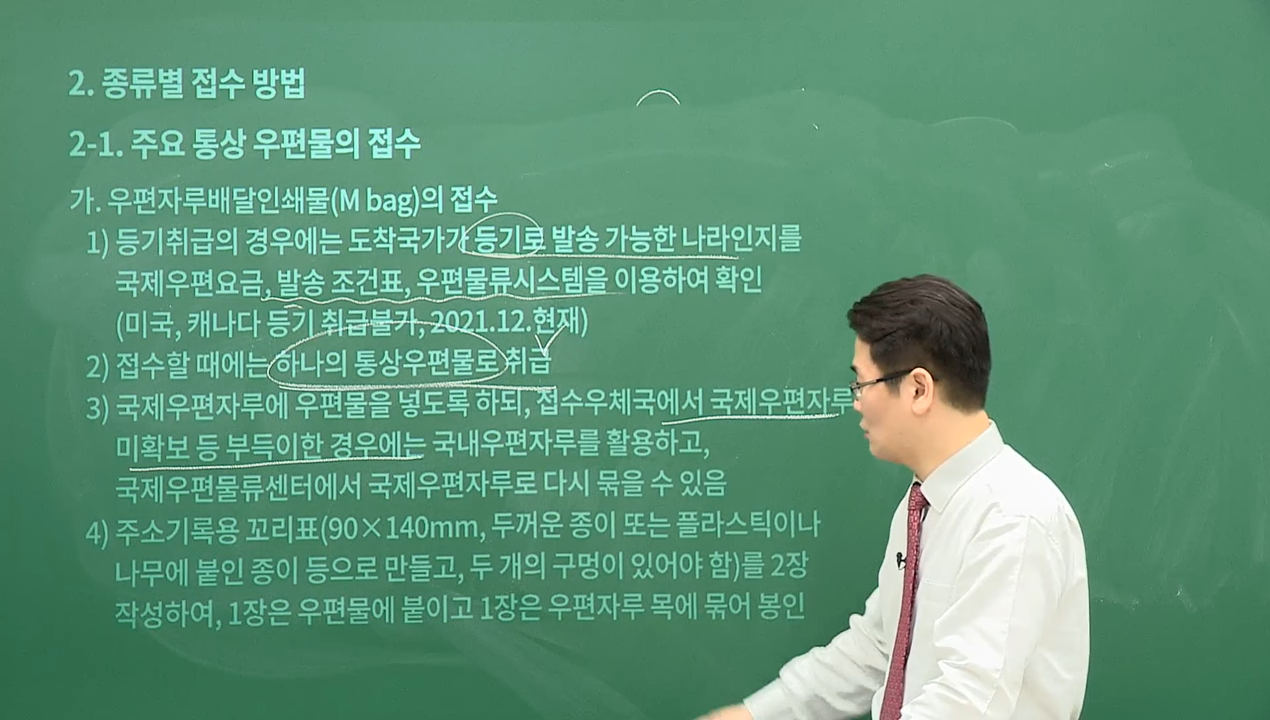 2. 종류별 접수 방법
2-1. 주요 통상 우편물의 접수
가. 우편자루배달인쇄물(M bag)의 접수
1) 등기취급의 경우에는 도착국가가 등기로 발송 가능한 나라인지를
국제우편요금, 발송 조건표, 우편물류시스템을 이용하여 확인
(미국, 캐나다 등기 취급불가, 2021.12.현재)
2) 접수할 때에는 하나의 통상우편물로 취급
3) 국제우편자루에 우편물을 넣도록 하되, 접수우체국에서 국제우편자루
미확보 등 부득이한 경우에는 국내우편자루를 활용하고,
국제우편물류센터에서 국제우편자루로 다시 묶을 수 있음
4) 주소기록용 꼬리표(90×140mm, 두꺼운 종이 또는 플라스틱이나
나무에 붙인 종이 등으로 만들고, 두 개의 구멍이 있어야 함)를 2장
작성하여, 1장은 우편물에 붙이고 1장은 우편자루 목에 묶어 봉인